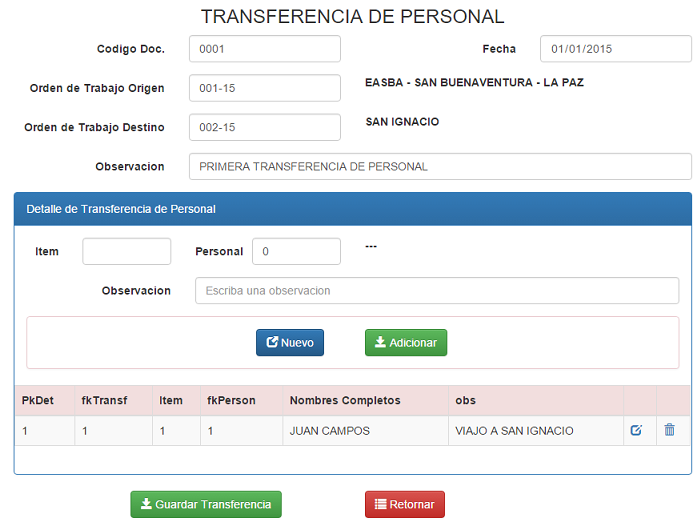 TRANSFERENCIA DE PERSONAL
Codigo Doc. 0001 Fecha 01/01/2015
Orden de Trabajo Origen 001-15 EASBA - SAN BUENAVENTURA - LA PAZ
Orden de Trabajo Destino 002-15 SAN IGNACIO
Observacion PRIMERA TRANSFERENCIA DE PERSONAL
Detalle de Transferencia de Personal
Item Personal 0 ---
Observacion Escriba una observacion
Nuevo Adicionar
PkDet fkTransf Item fkPerson Nombres Completos obs
1 1 1 1 JUAN CAMPOS VIAJO A SAN IGNACIO
Guardar Transferencia Retornar